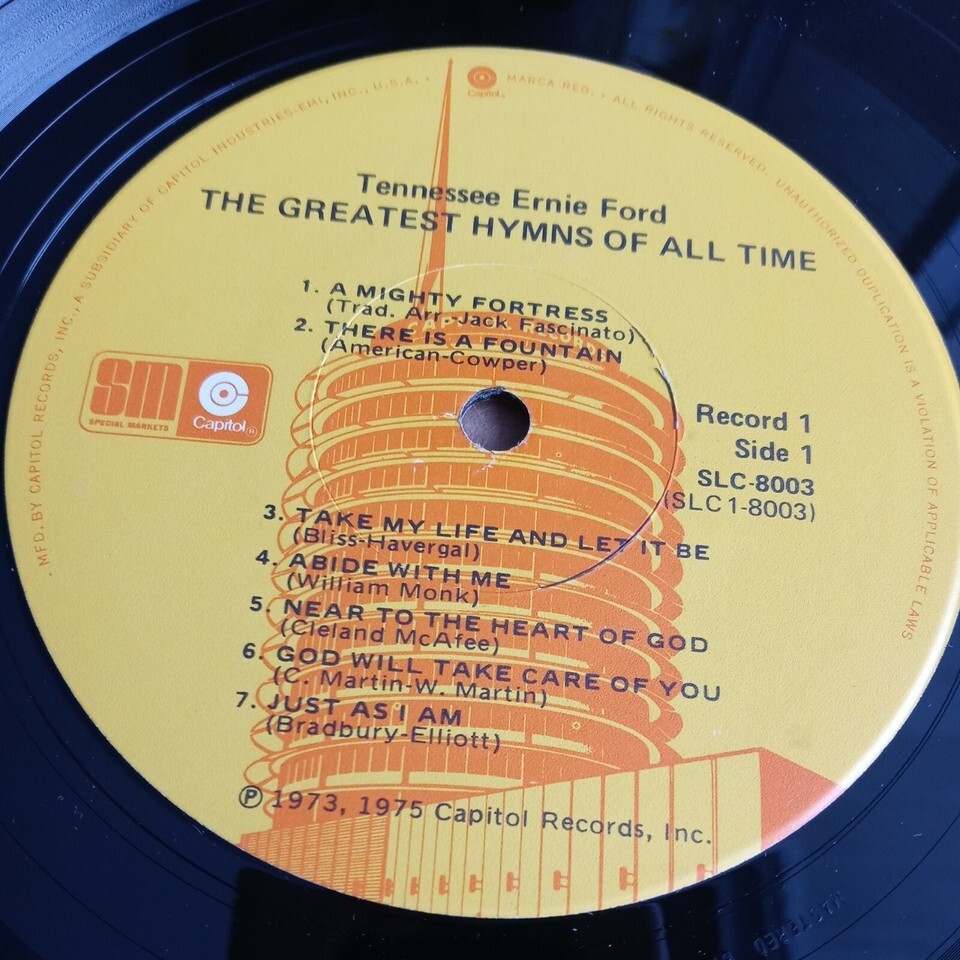 MFD. BY CAPITOL RECORDS, INC., A SUBSIDIARY OF CAPITOL INDUSTRIES-EMI, INC., U.S.A. •
Capitol®
MARCA REG. • ALL RIGHTS RESERVED. UNAUTHORIZED DUPLICATION IS A VIOLATION OF APPLICABLE LAWS
Tennessee Ernie Ford
THE GREATEST HYMNS OF ALL TIME
1. A MIGHTY FORTRESS
(Trad. Arr.-Jack Fascinato)
2. THERE IS A FOUNTAIN
(American-Cowper)
CAPITOL RECORDS
sm
SPECIAL MARKETS
Capitol®
Record 1
Side 1
SLC-8003
(SLC1-8003)
3. TAKE MY LIFE AND LET IT BE
(Bliss-Havergal)
4. ABIDE WITH ME
(William Monk)
5. NEAR TO THE HEART OF GOD
(Cleland McAfee)
6. GOD WILL TAKE CARE OF YOU
(C. Martin-W. Martin)
7. JUST AS I AM
(Bradbury-Elliott)
℗ 1973, 1975 Capitol Records, Inc.
MASTERED